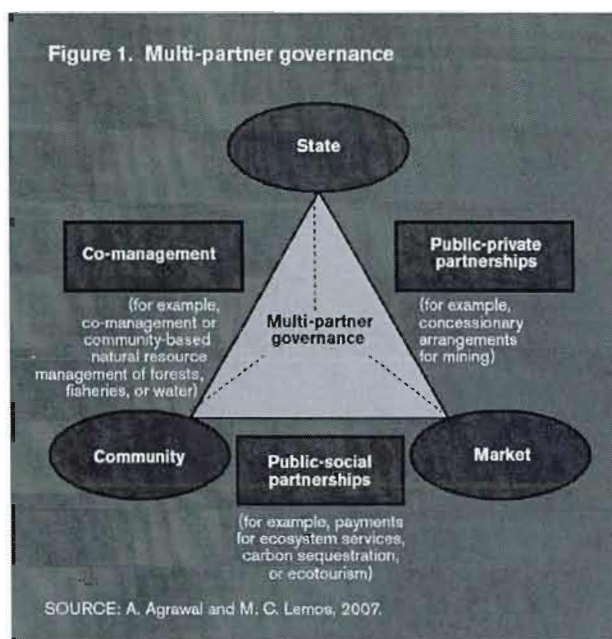 Figure 1. Multi-partner governance
State
Co-management
(for example,
co-management or
community-based
natural resource
management of forests,
fisheries, or water)
Public-private
partnerships
(for example,
concessionary
arrangements
for mining)
Multi-partner
governance
Community
Public-social
partnerships
(for example, payments
for ecosystem services,
carbon sequestration,
or ecotourism)
Market
SOURCE: A. Agrawal and M. C. Lemos, 2007.